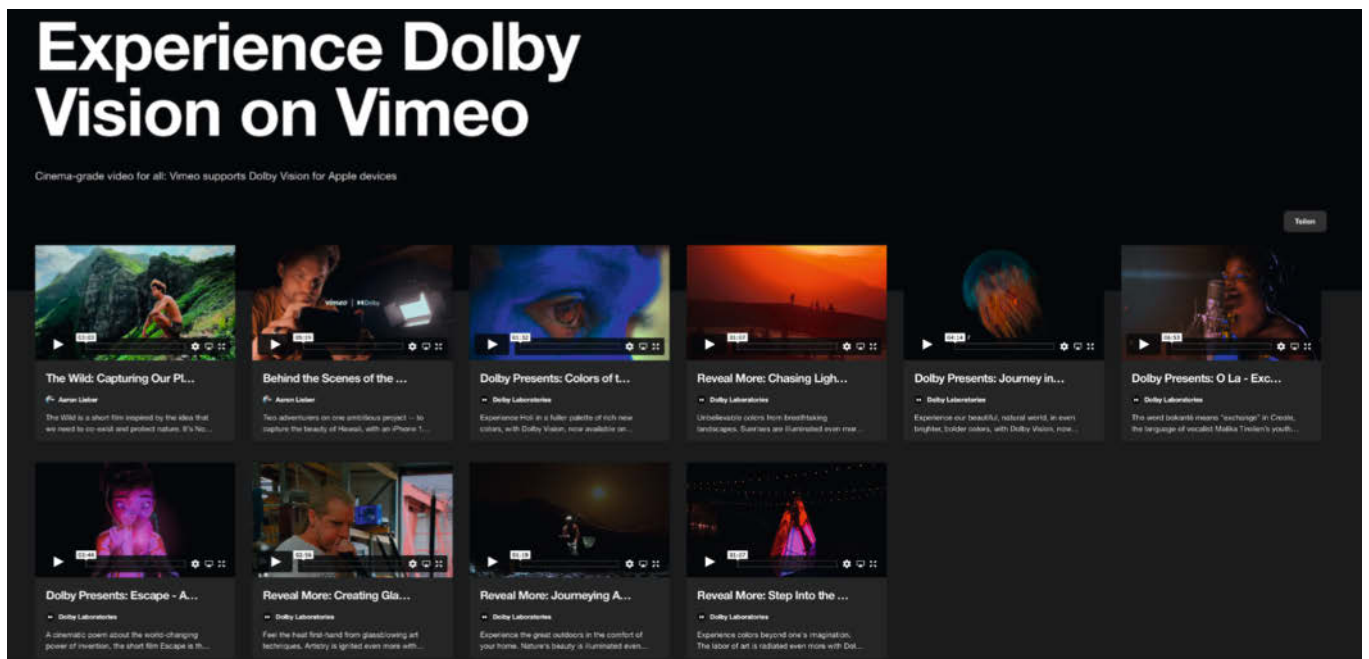 Experience Dolby
Vision on Vimeo
Cinema-grade video for all: Vimeo supports Dolby Vision for Apple devices
Teilen
vimeo | Dolby
The Wild: Capturing Our Pl...
Aaron Lieber
The Wild is a short film inspired by the idea that
we need to co-exist and protect nature. It's No...
Behind the Scenes of the ...
Aaron Lieber
Two adventurers on one ambitious project — to
capture the beauty of Hawaii, with an iPhone 1...
01:32
Dolby Presents: Colors of t...
Dolby Laboratories
Experience Holi in a fuller palette of rich new
colors, with Dolby Vision, now available on...
Reveal More: Chasing Ligh...
Dolby Laboratories
Unbelievable colors from breathtaking
landscapes. Sunrises are illuminated even mor...
04:14
Dolby Presents: Journey in...
Dolby Laboratories
Experience our beautiful, natural world, in even
brighter, bolder colors, with Dolby Vision, now...
Dolby Presents: O La - Exc...
Dolby Laboratories
The word bokanté means "exchange" in Creole,
the language of vocalist Malika Tirolien's youth...
Dolby Presents: Escape - A...
Dolby Laboratories
A cinematic poem about the world-changing
power of invention, the short film Escape is th...
Reveal More: Creating Gla...
Dolby Laboratories
Feel the heat first-hand from glassblowing art
techniques. Artistry is ignited even more with...
01:19
Reveal More: Journeying A...
Dolby Laboratories
Experience the great outdoors in the comfort of
your home. Nature's beauty is illuminated even...
Reveal More: Step Into the ...
Dolby Laboratories
Experience colors beyond one's imagination.
The labor of art is radiated even more with Dol...